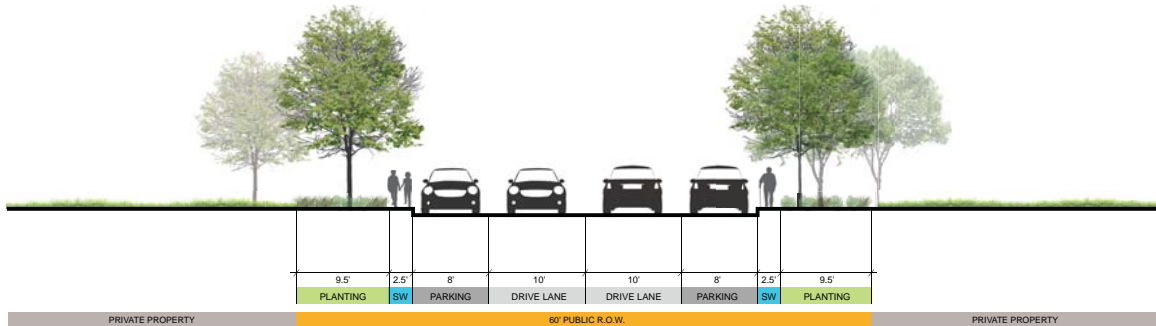 9.5' 2.5' 8' 10' 10' 8' 2.5' 9.5'
PLANTING SW PARKING DRIVE LANE DRIVE LANE PARKING SW PLANTING
PRIVATE PROPERTY 60' PUBLIC R.O.W. PRIVATE PROPERTY